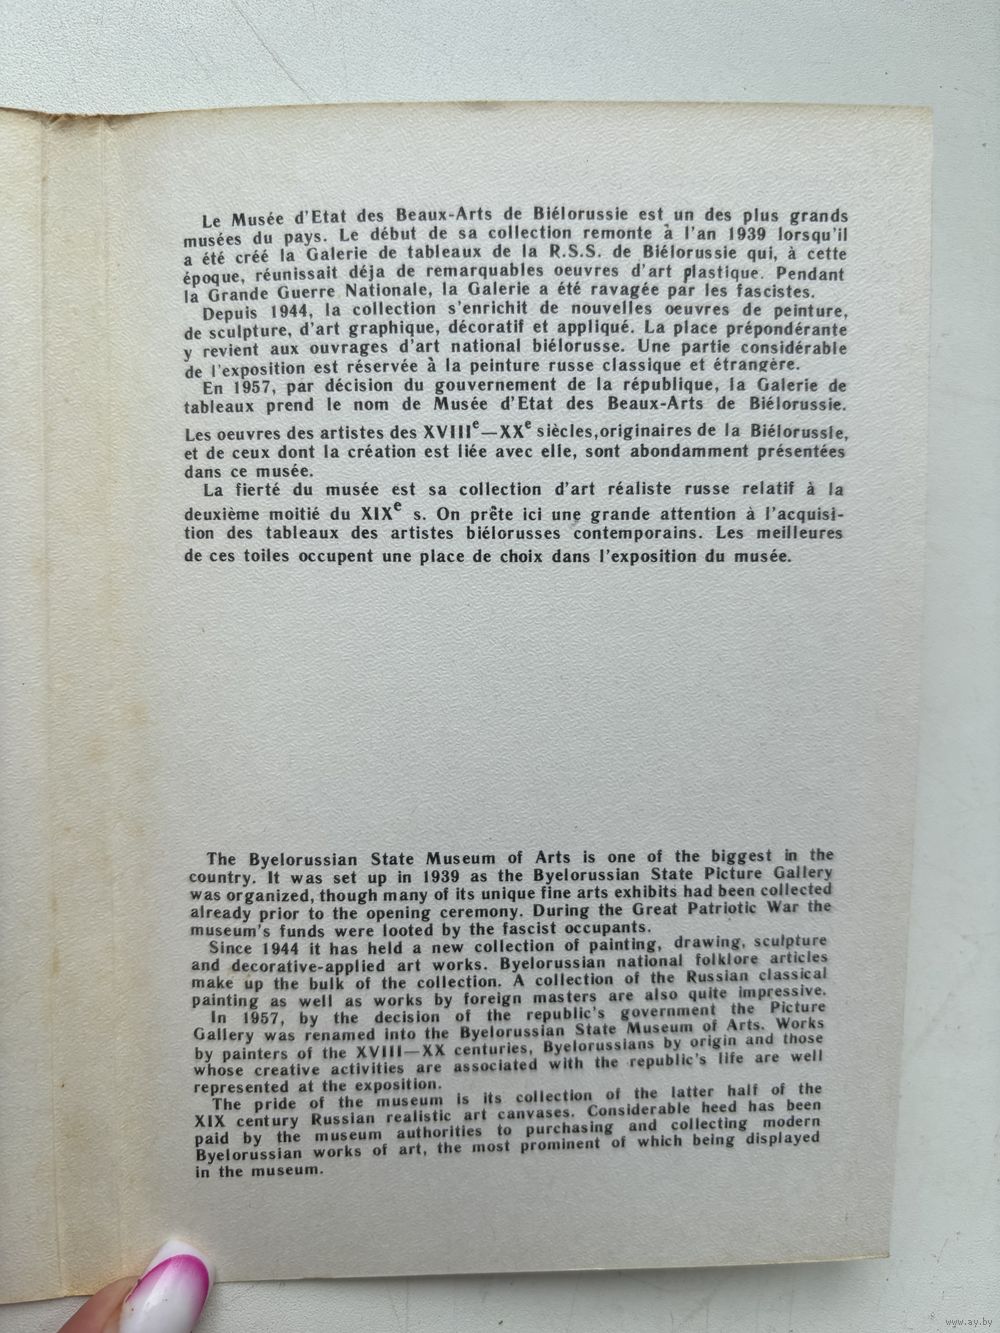 Le Musée d'Etat des Beaux-Arts de Biélorussie est un des plus grands
musées du pays. Le début de sa collection remonte à l'an 1939 lorsqu'il
a été créé la Galerie de tableaux de la R.S.S. de Biélorussie qui, à cette
époque, réunissait déja de remarquables oeuvres d'art plastique. Pendant
la Grande Guerre Nationale, la Galerie a été ravagée par les fascistes.
Depuis 1944, la collection s'enrichit de nouvelles oeuvres de peinture,
de sculpture, d'art graphique, décoratif et appliqué. La place prépondérante
y revient aux ouvrages d'art national biélorusse. Une partie considérable
de l'exposition est réservée à la peinture russe classique et étrangère.
En 1957, par décision du gouvernement de la république, la Galerie de
tableaux prend le nom de Musée d'Etat des Beaux-Arts de Biélorussie.
Les oeuvres des artistes des XVIIIe—XXe siècles,originaires de la Biélorussie,
et de ceux dont la création est liée avec elle, sont abondamment présentées
dans ce musée.
La fierté du musée est sa collection d'art réaliste russe relatif à la
deuxième moitié du XIXe s. On prête ici une grande attention à l'acquisi-
tion des tableaux des artistes biélorusses contemporains. Les meilleures
de ces toiles occupent une place de choix dans l'exposition du musée.
The Byelorussian State Museum of Arts is one of the biggest in the
country. It was set up in 1939 as the Byelorussian State Picture Gallery
was organized, though many of its unique fine arts exhibits had been collected
already prior to the opening ceremony. During the Great Patriotic War the
museum's funds were looted by the fascist occupants.
Since 1944 it has held a new collection of painting, drawing, sculpture
and decorative-applied art works. Byelorussian national folklore articles
make up the bulk of the collection. A collection of the Russian classical
painting as well as works by foreign masters are also quite impressive.
In 1957, by the decision of the republic's government the Picture
Gallery was renamed into the Byelorussian State Museum of Arts. Works
by painters of the XVIII—XX centuries, Byelorussians by origin and those
whose creative activities are associated with the republic's life are well
represented at the exposition.
The pride of the museum is its collection of the latter half of the
XIX century Russian realistic art canvases. Considerable heed has been
paid by the museum authorities to purchasing and collecting modern
Byelorussian works of art, the most prominent of which being displayed
in the museum.
www.ay.by